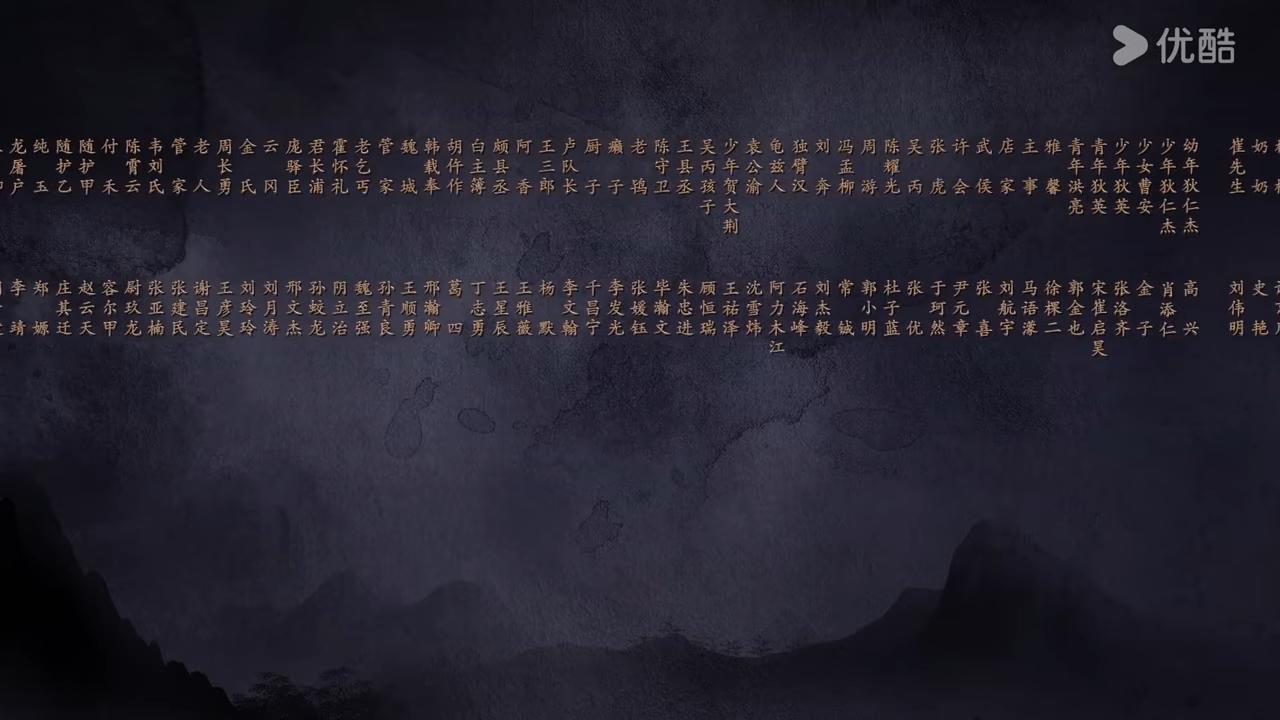 优酷
奶奶
史艳
崔先生
刘伟明
幼年狄仁杰
高兴
少年狄仁杰
肖添仁
少女曹安
金子
少年狄英
张洛齐
青年狄英
宋崔启昊
青年洪亮
郭金也
雅馨
徐棵二
主事
马语濛
店家
刘航宇
武侯
张喜
许会
尹元章
张虎
于珂然
吴丙
张优
陈耀光
杜子蓝
周游
郭小明
冯孟柳
常铖
刘奔
刘杰毅
独臂汉
石海峰
龟兹人
阿力木江
袁公渝
沈雪炜
少年贺大荆
王祐泽
吴丙孩子
顾恒瑞
王县丞
朱忠进
陈守卫
毕瀚文
老鸨
张媛钰
癞子
李发光
厨子
千昌宁
卢队长
李文翰
王三郎
杨默
阿香
王雅薇
颇县丞
王星辰
白主薄
丁志勇
胡仵作
葛四
韩载奉
邢瀚卿
魏城
王顺勇
管家
孙青良
老乞丐
魏至强
霍怀礼
阴立治
君长浦
孙蛟龙
庞驿臣
邢文杰
云冈
刘月涛
金氏
刘玲玲
周长勇
王彦昊
老人
谢昌定
管家
张建民
韦刘氏
张亚楠
陈霄云
尉玖龙
付禾
容尔甲
随护甲
赵云天
随护乙
庄其迁
纯玉
郑嫄
龙屠户
李靖